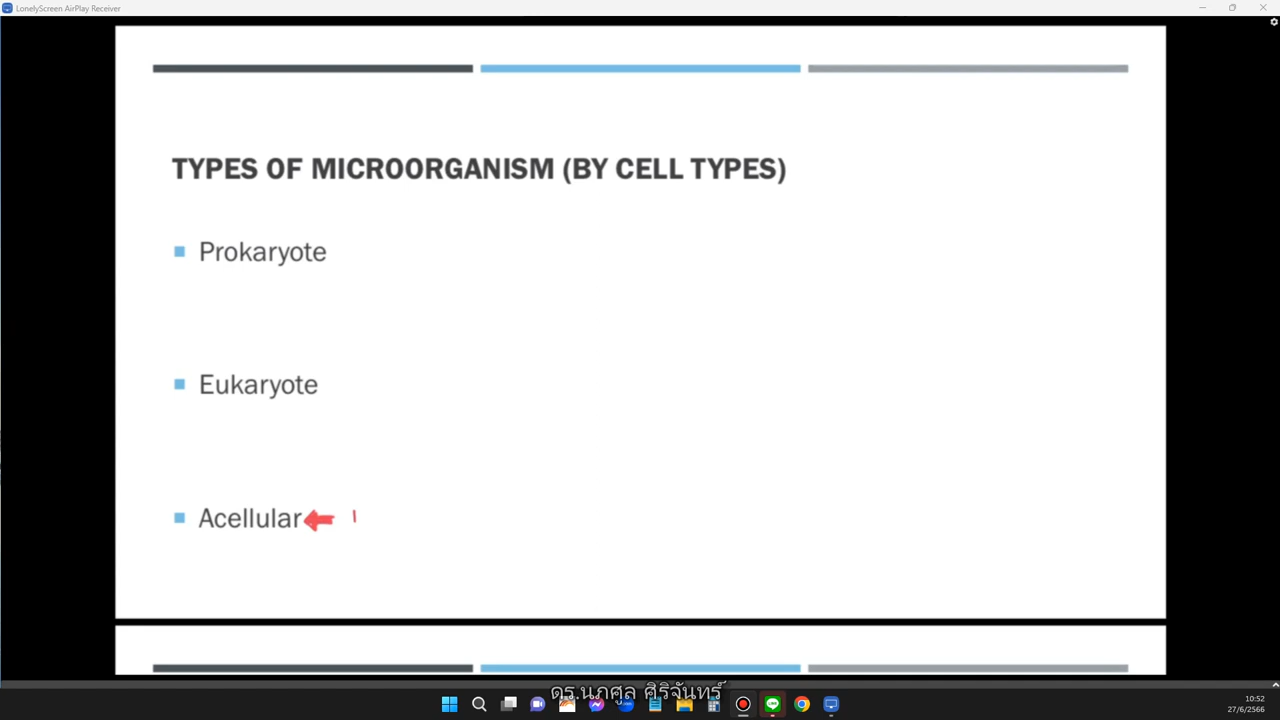 LonelyScreen AirPlay Receiver
TYPES OF MICROORGANISM (BY CELL TYPES)
Prokaryote
Eukaryote
Acellular
ดร.นภศูล ศิริจันทร์
10:52
27/6/2566